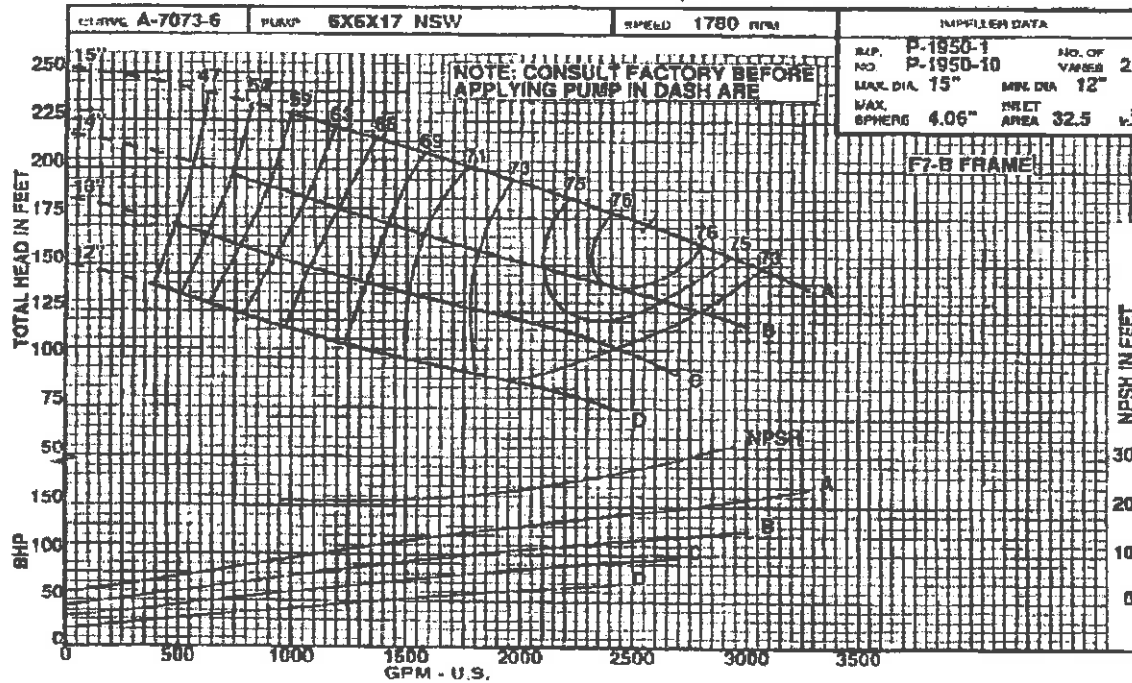 CURVE A-7073-6 PUMP 6X6X17 NSW SPEED 1780 RPM
IMPELLER DATA
P-1950-1 NO. OF
NO. P-1950-10 VANES 2
MAX. DIA. 15" MIN. DIA 12"
MAX. INLET
SPHERE 4.06" AREA 32.5
NOTE: CONSULT FACTORY BEFORE
APPLYING PUMP IN DASH ARE
F7-B FRAME
TOTAL HEAD IN FEET
250
225
200
175
150
125
100
75
50
15"
14"
13"
12"
47 59 63 69 71 73 75 76
76 75 73
A
B
C
D
NPSR
A
B
C
D
BHP
150
100
50
0
NPSH IN FEET
30
20
10
0
0 500 1000 1500 2000 2500 3000 3500
GPM - U.S.